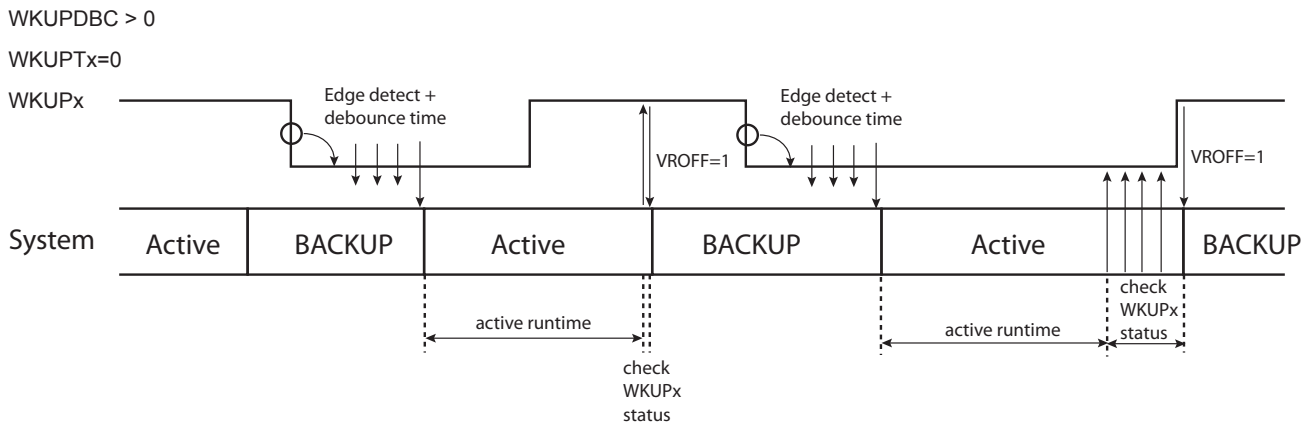 WKUPDBC > 0
WKUPTx=0
WKUPx
Edge detect +
debounce time
VROFF=1
Edge detect +
debounce time
VROFF=1
System
Active
BACKUP
Active
BACKUP
Active
BACKUP
active runtime
check
WKUPx
status
active runtime
check
WKUPx
status